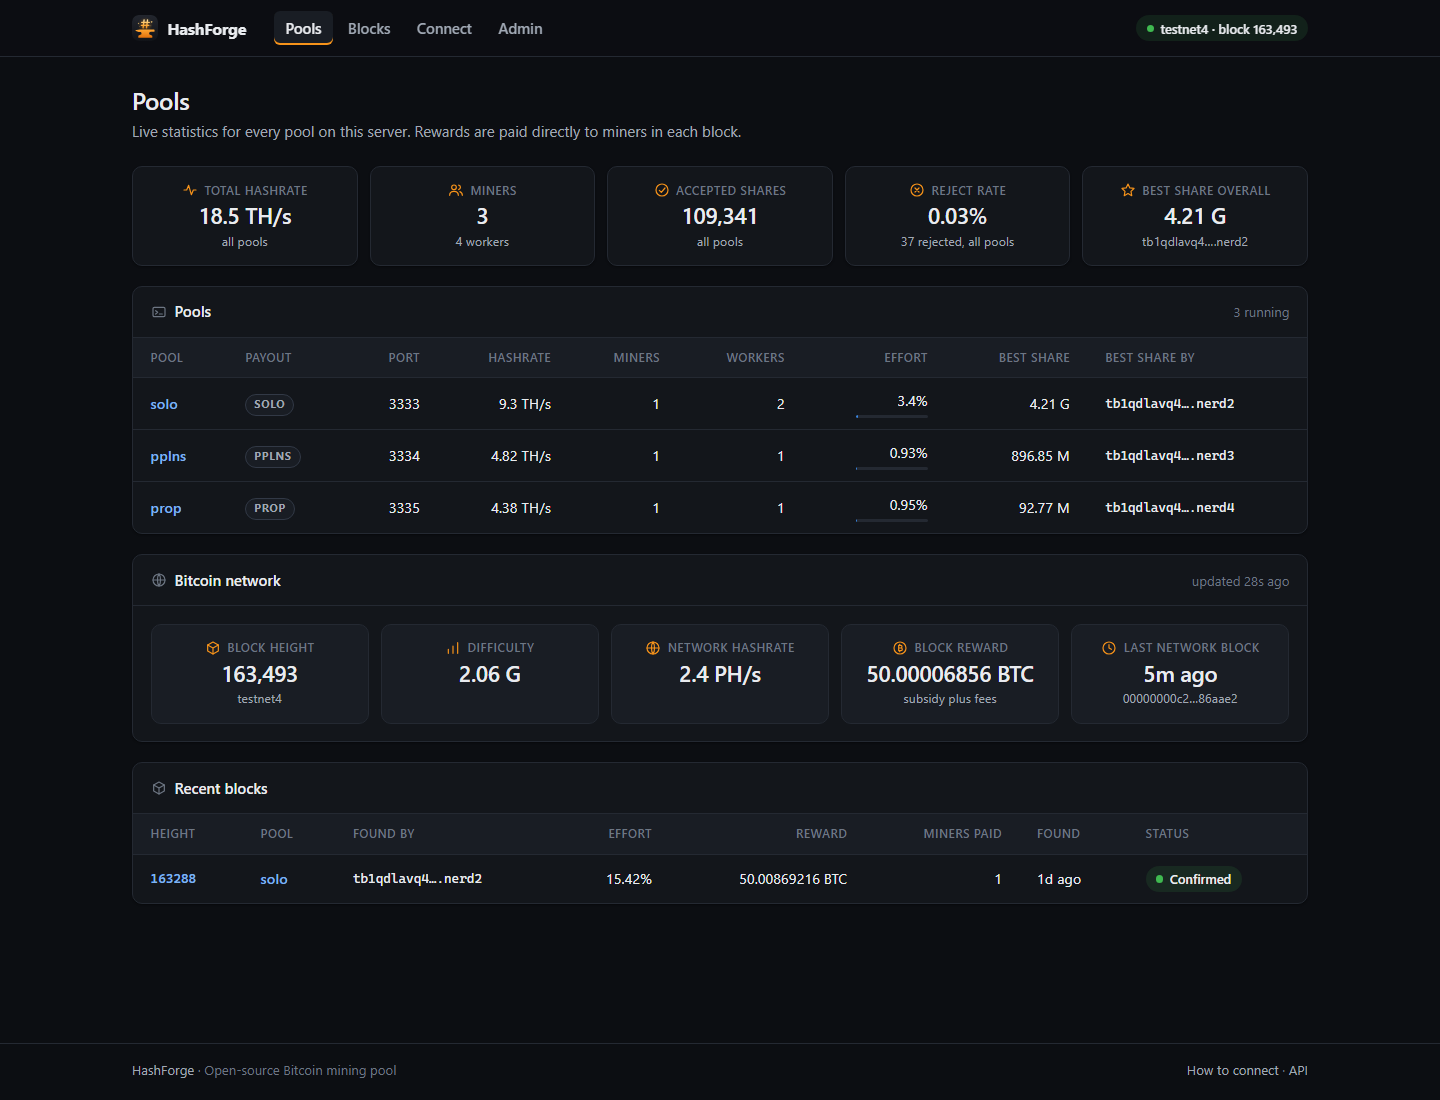 HashForge Pools Blocks Connect Admin testnet4 · block 163,493
Pools
Live statistics for every pool on this server. Rewards are paid directly to miners in each block.
TOTAL HASHRATE
18.5 TH/s
all pools
MINERS
3
4 workers
ACCEPTED SHARES
109,341
all pools
REJECT RATE
0.03%
37 rejected, all pools
BEST SHARE OVERALL
4.21 G
tb1qdlavq4….nerd2
Pools 3 running
POOL PAYOUT PORT HASHRATE MINERS WORKERS EFFORT BEST SHARE BEST SHARE BY
solo SOLO 3333 9.3 TH/s 1 2 3.4% 4.21 G tb1qdlavq4….nerd2
pplns PPLNS 3334 4.82 TH/s 1 1 0.93% 896.85 M tb1qdlavq4….nerd3
prop PROP 3335 4.38 TH/s 1 1 0.95% 92.77 M tb1qdlavq4….nerd4
Bitcoin network updated 28s ago
BLOCK HEIGHT
163,493
testnet4
DIFFICULTY
2.06 G
NETWORK HASHRATE
2.4 PH/s
BLOCK REWARD
50.00006856 BTC
subsidy plus fees
LAST NETWORK BLOCK
5m ago
00000000c2…86aae2
Recent blocks
HEIGHT POOL FOUND BY EFFORT REWARD MINERS PAID FOUND STATUS
163288 solo tb1qdlavq4….nerd2 15.42% 50.00869216 BTC 1 1d ago Confirmed
HashForge · Open-source Bitcoin mining pool How to connect · API